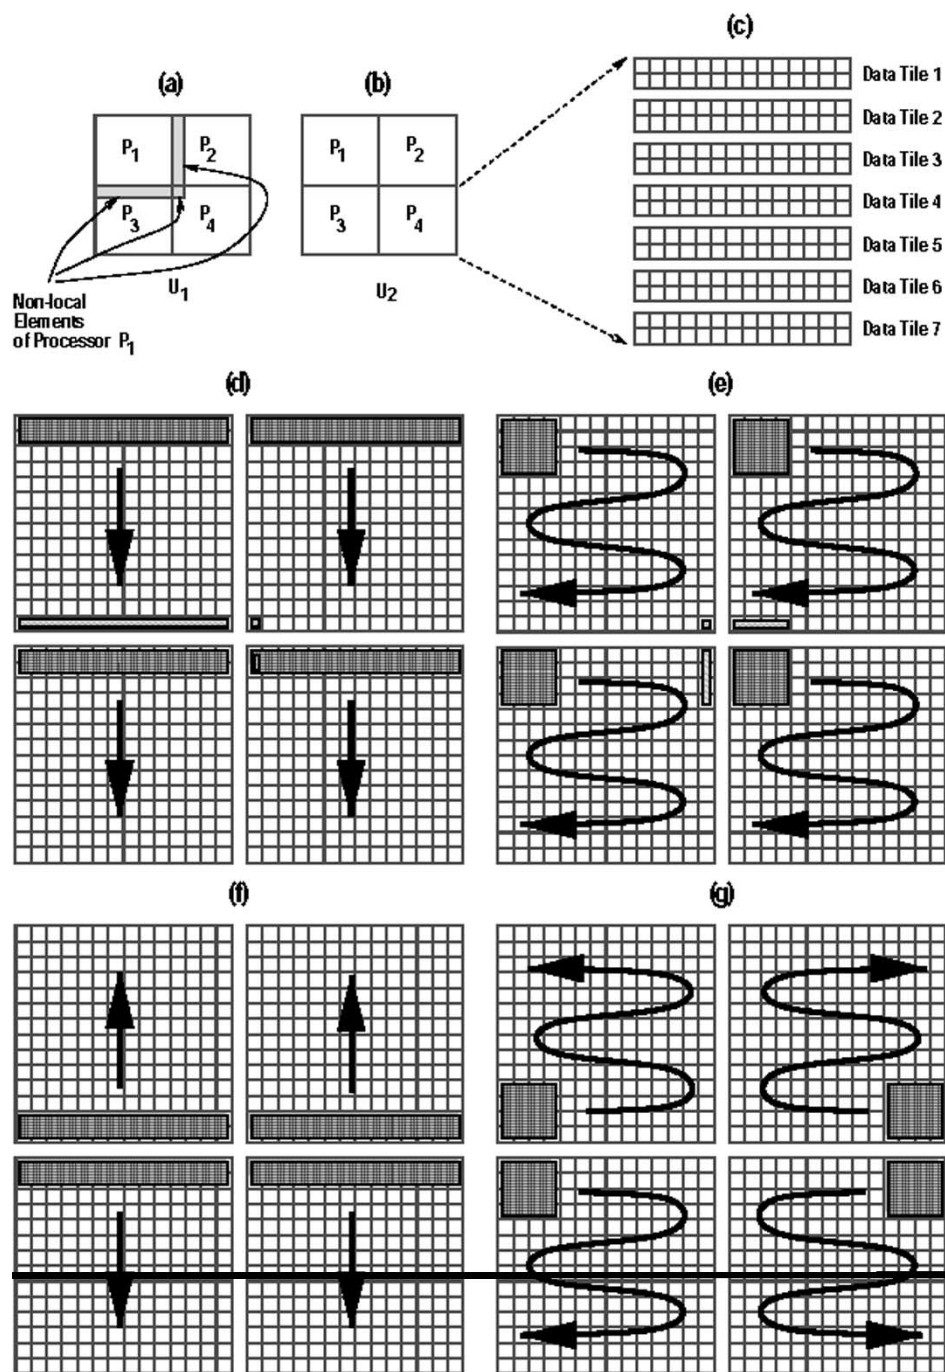 (c)
(a)
(b)
Data Tile 1
Data Tile 2
Data Tile 3
Data Tile 4
Data Tile 5
Data Tile 6
Data Tile 7
P1
P2
P3
P4
U1
P1
P2
P3
P4
U2
Non-local
Elements
of Processor P1
(d)
(e)
(f)
(g)